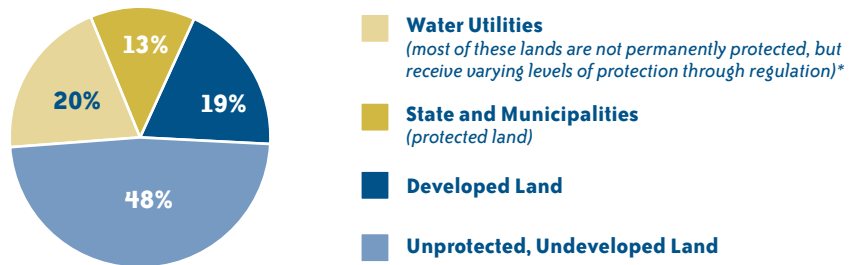 13%
19%
20%
48%
Water Utilities
(most of these lands are not permanently protected, but
receive varying levels of protection through regulation)*
State and Municipalities
(protected land)
Developed Land
Unprotected, Undeveloped Land